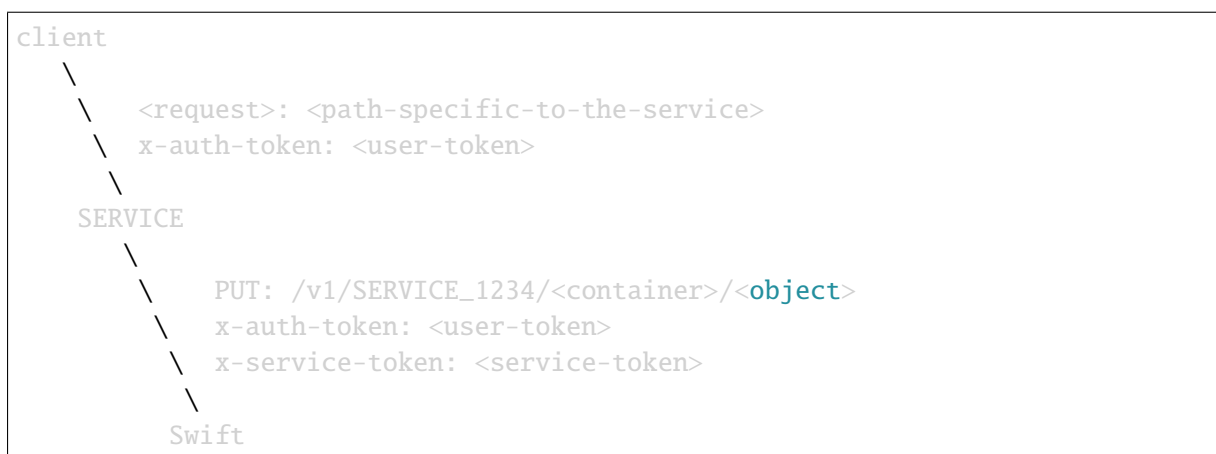 client
\
\
<request>: <path-specific-to-the-service>
\
x-auth-token: <user-token>
\
\
SERVICE
\
\
PUT: /v1/SERVICE_1234/<container>/<object>
\
x-auth-token: <user-token>
\
x-service-token: <service-token>
\
Swift